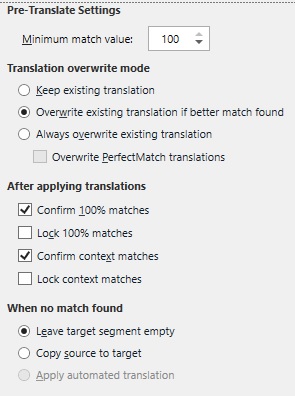 Pre-Translate Settings
Minimum match value: 100
Translation overwrite mode
Keep existing translation
Overwrite existing translation if better match found
Always overwrite existing translation
Overwrite PerfectMatch translations
After applying translations
Confirm 100% matches
Lock 100% matches
Confirm context matches
Lock context matches
When no match found
Leave target segment empty
Copy source to target
Apply automated translation